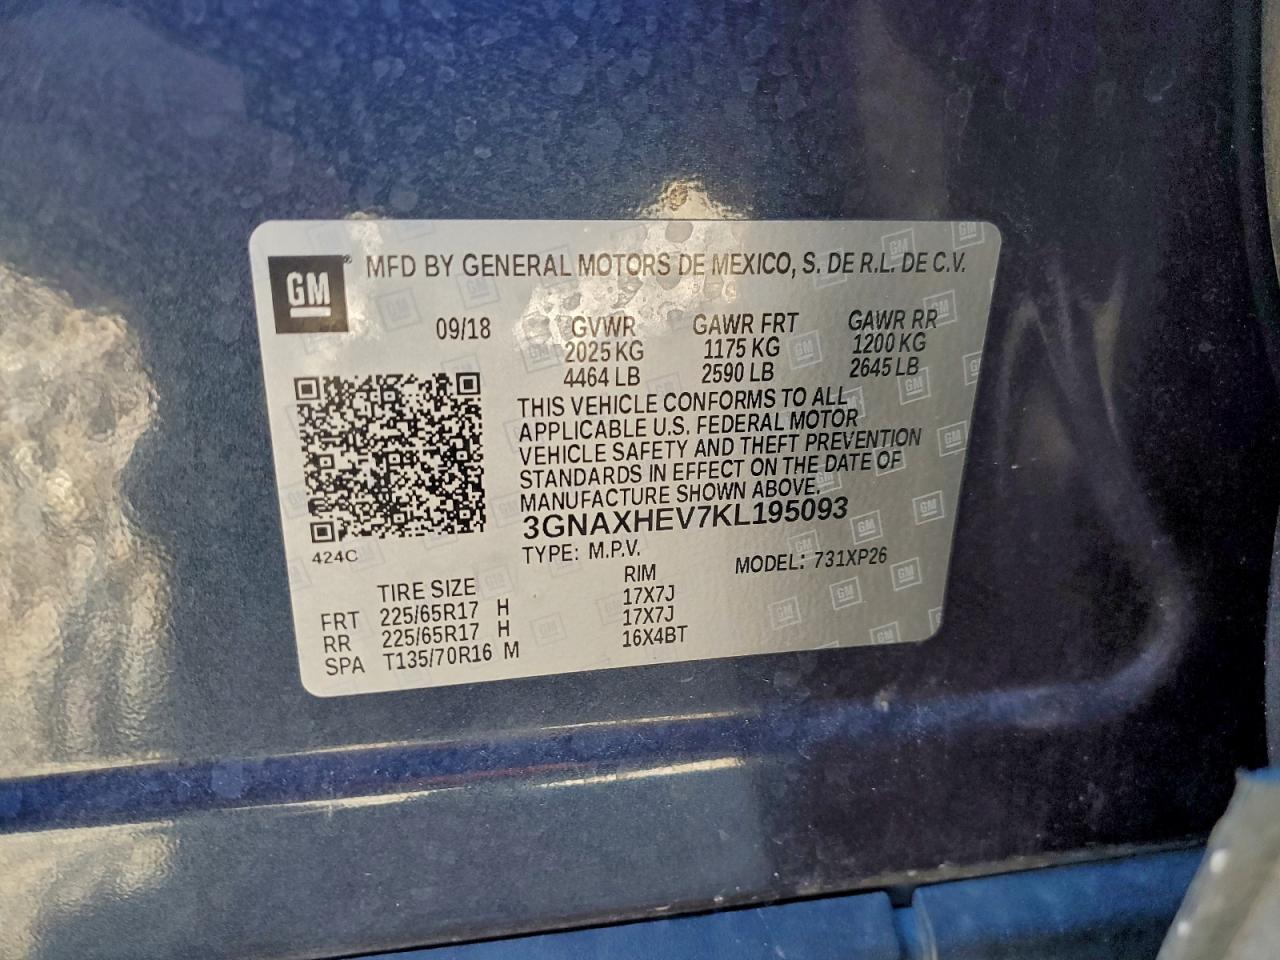 GM
MFD BY GENERAL MOTORS DE MEXICO, S. DE R.L. DE C.V.
09/18 GVWR GAWR FRT GAWR RR
2025 KG 1175 KG 1200 KG
4464 LB 2590 LB 2645 LB
THIS VEHICLE CONFORMS TO ALL
APPLICABLE U.S. FEDERAL MOTOR
VEHICLE SAFETY AND THEFT PREVENTION
STANDARDS IN EFFECT ON THE DATE OF
MANUFACTURE SHOWN ABOVE.
3GNAXHEV7KL195093
424C
TYPE: M.P.V. MODEL: 731XP26
TIRE SIZE RIM
FRT 225/65R17 H 17X7J
RR 225/65R17 H 17X7J
SPA T135/70R16 M 16X4BT